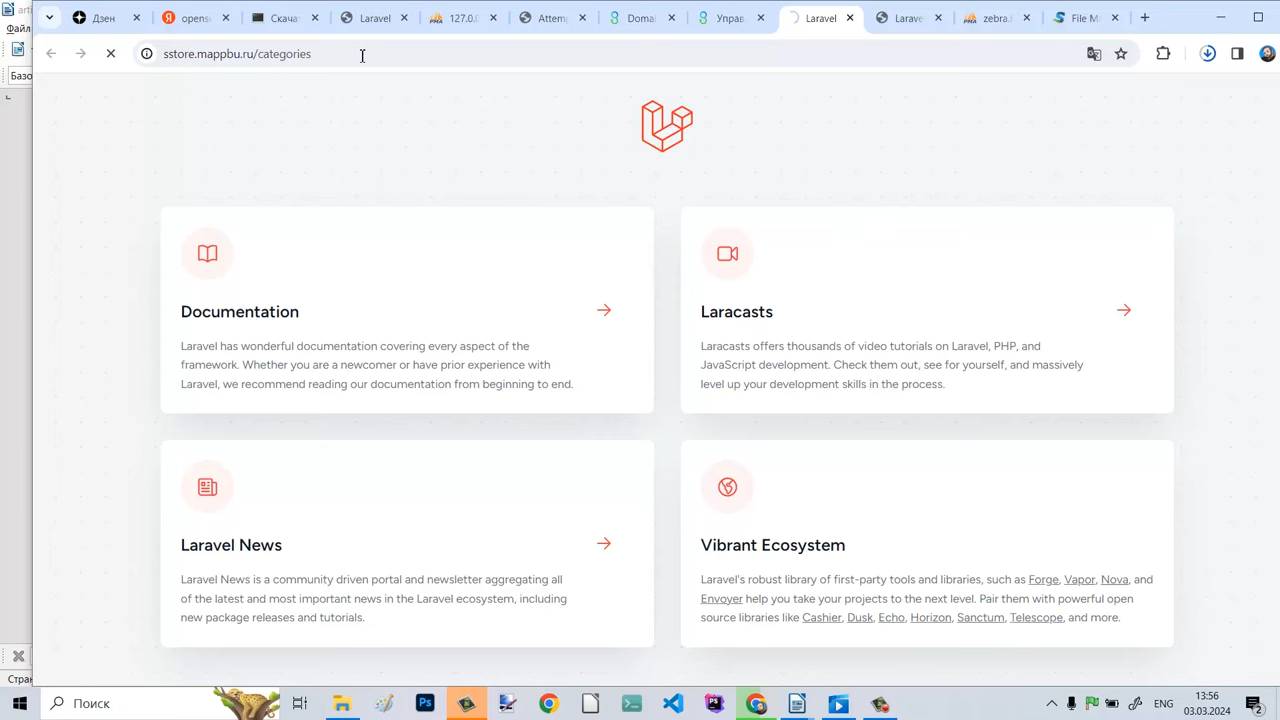 arti
Дзен
opense
Скачат
Laravel
127.0.0
Attemp
Domai
Управ
Laravel
Larave
zebra.l
File M
Файл
sstore.mappbu.ru/categories
Базо
Documentation
Laravel has wonderful documentation covering every aspect of the
framework. Whether you are a newcomer or have prior experience with
Laravel, we recommend reading our documentation from beginning to end.
Laracasts
Laracasts offers thousands of video tutorials on Laravel, PHP, and
JavaScript development. Check them out, see for yourself, and massively
level up your development skills in the process.
Laravel News
Laravel News is a community driven portal and newsletter aggregating all
of the latest and most important news in the Laravel ecosystem, including
new package releases and tutorials.
Vibrant Ecosystem
Laravel's robust library of first-party tools and libraries, such as Forge, Vapor, Nova, and
Envoyer help you take your projects to the next level. Pair them with powerful open
source libraries like Cashier, Dusk, Echo, Horizon, Sanctum, Telescope, and more.
Стран
Поиск
ENG
13:56
03.03.2024
2